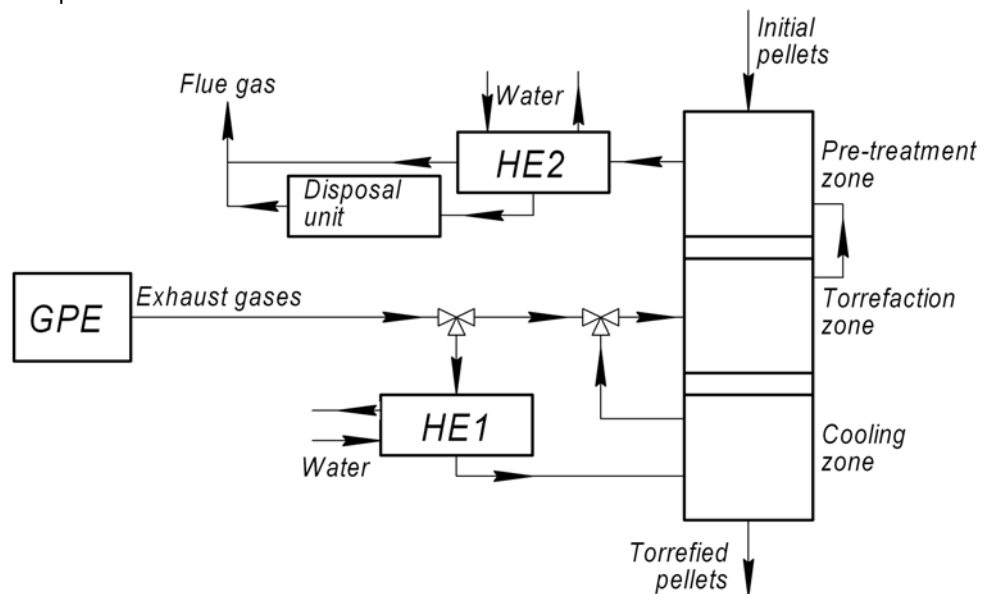 Initial
pellets
Flue gas
Water
HE2
Pre-treatment
zone
Disposal
unit
Exhaust gases
GPE
Torrefaction
zone
HE1
Water
Cooling
zone
Torrefied
pellets